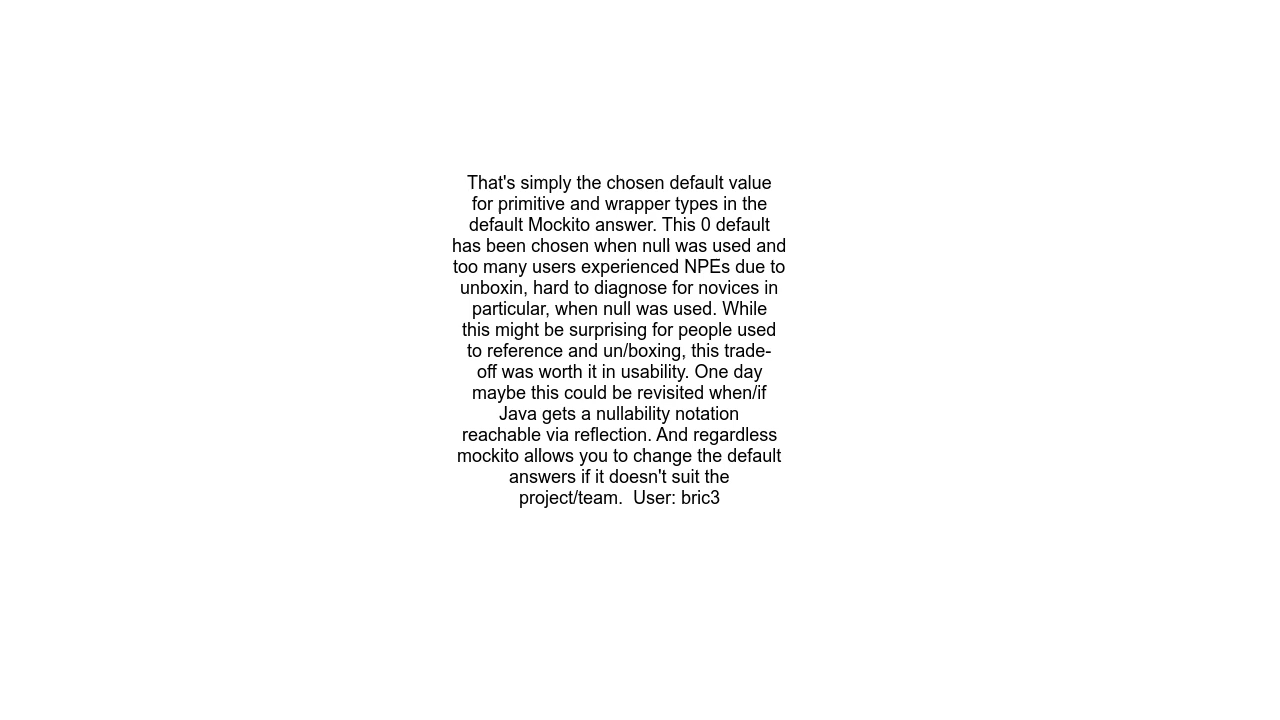 That's simply the chosen default value
for primitive and wrapper types in the
default Mockito answer. This 0 default
has been chosen when null was used and
too many users experienced NPEs due to
unboxin, hard to diagnose for novices in
particular, when null was used. While
this might be surprising for people used
to reference and un/boxing, this trade-
off was worth it in usability. One day
maybe this could be revisited when/if
Java gets a nullability notation
reachable via reflection. And regardless
mockito allows you to change the default
answers if it doesn't suit the
project/team.  User: bric3